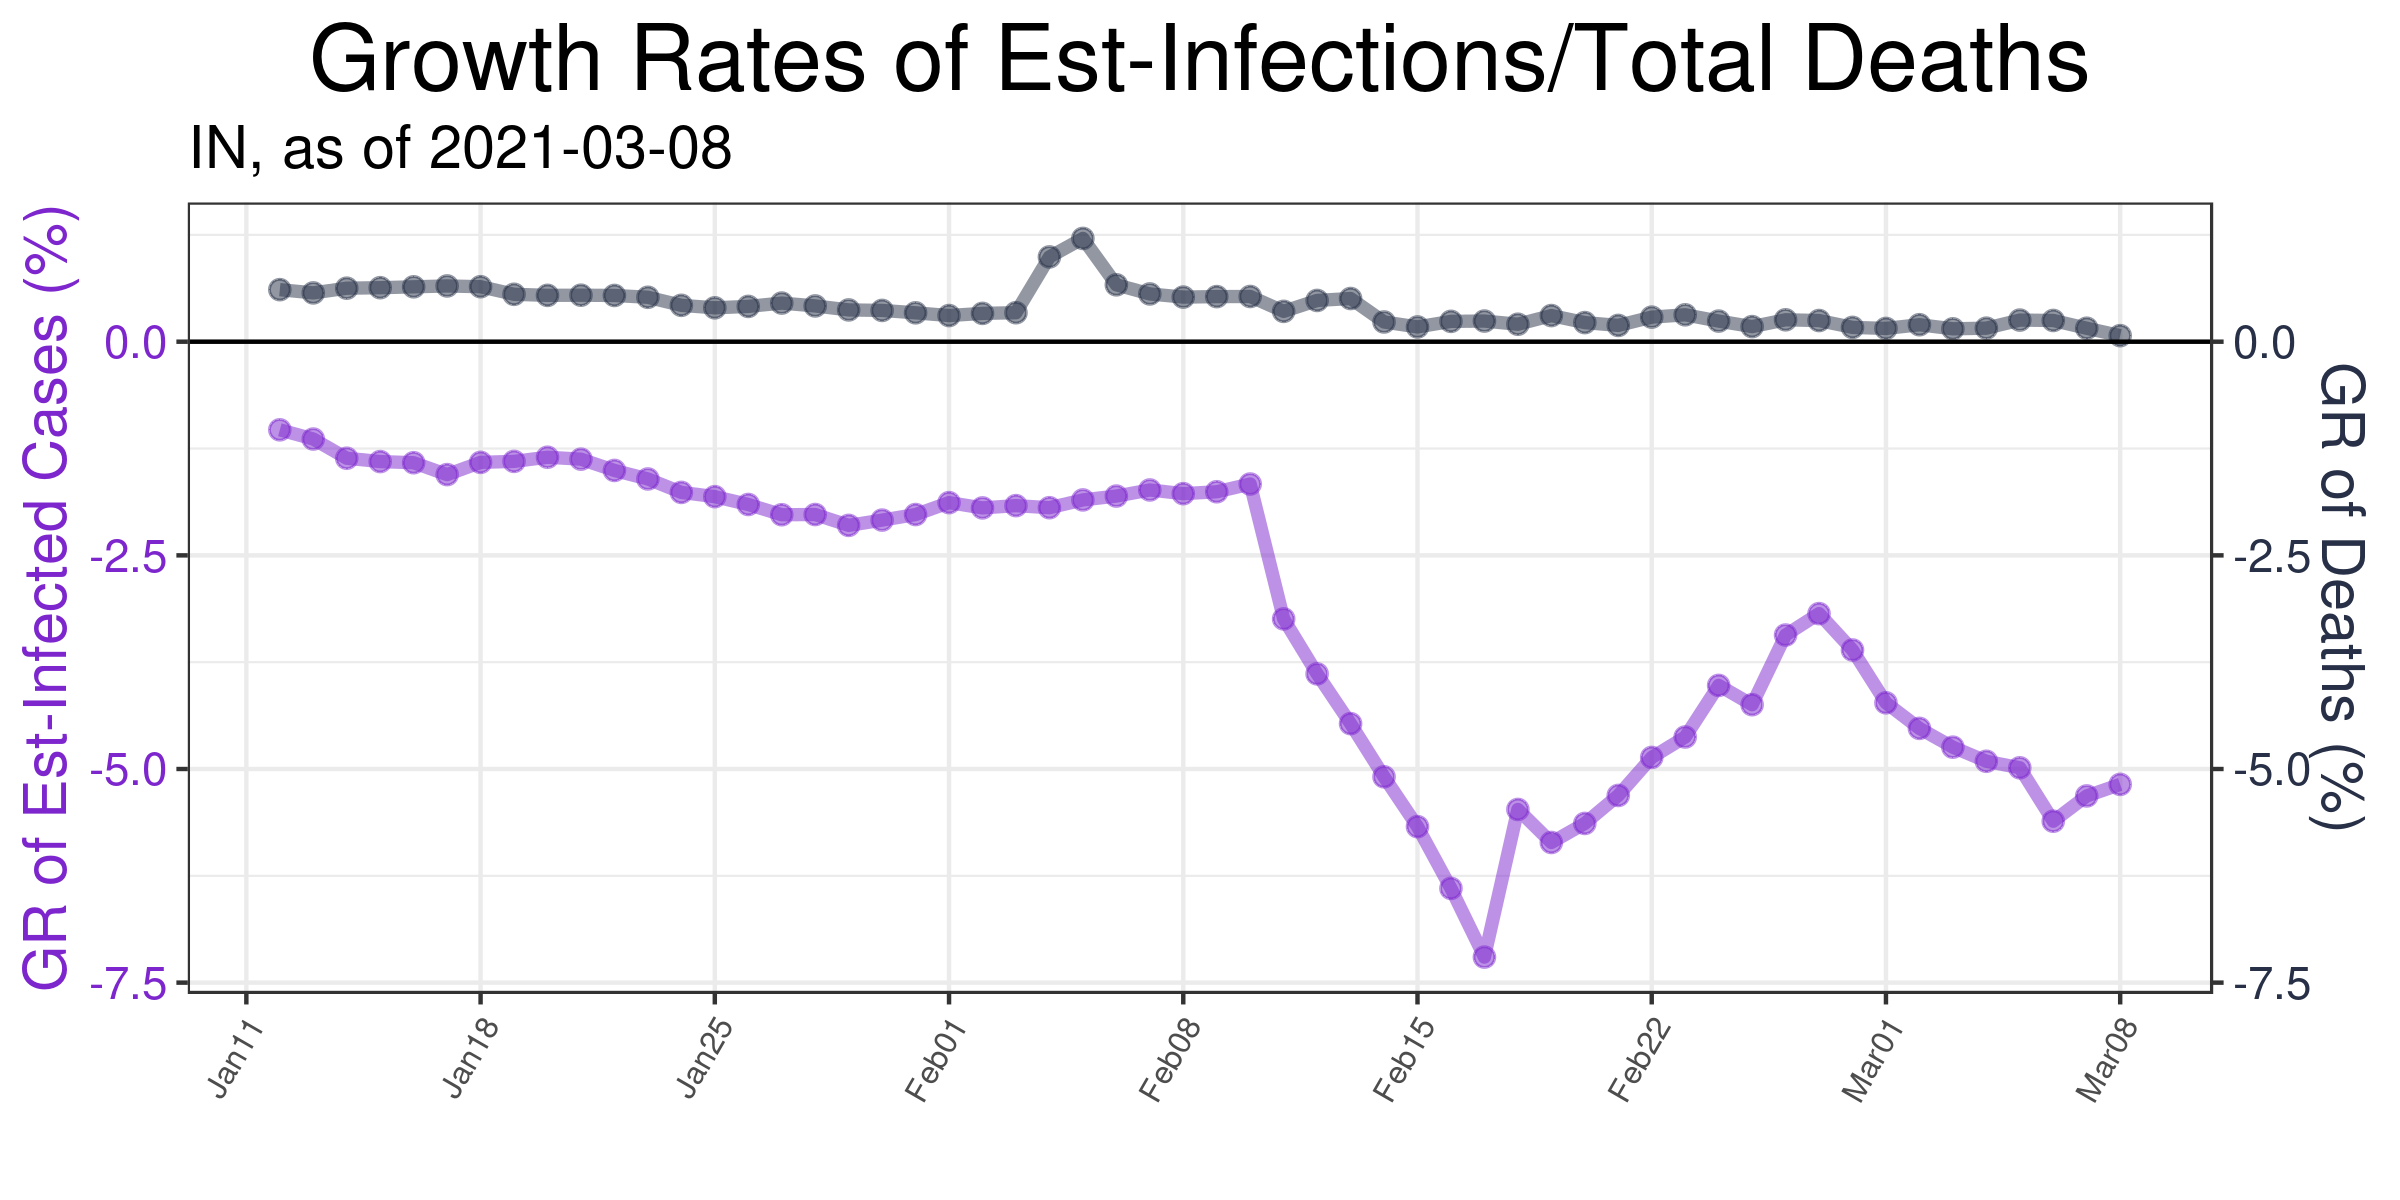 Growth Rates of Est-Infections/Total Deaths
IN, as of 2021-03-08
GR of Est-Infected Cases (%)
0.0
-2.5
-5.0
-7.5
0.0
-2.5
-5.0
-7.5
GR of Deaths (%)
Jan11
Jan18
Jan25
Feb01
Feb08
Feb15
Feb22
Mar01
Mar08